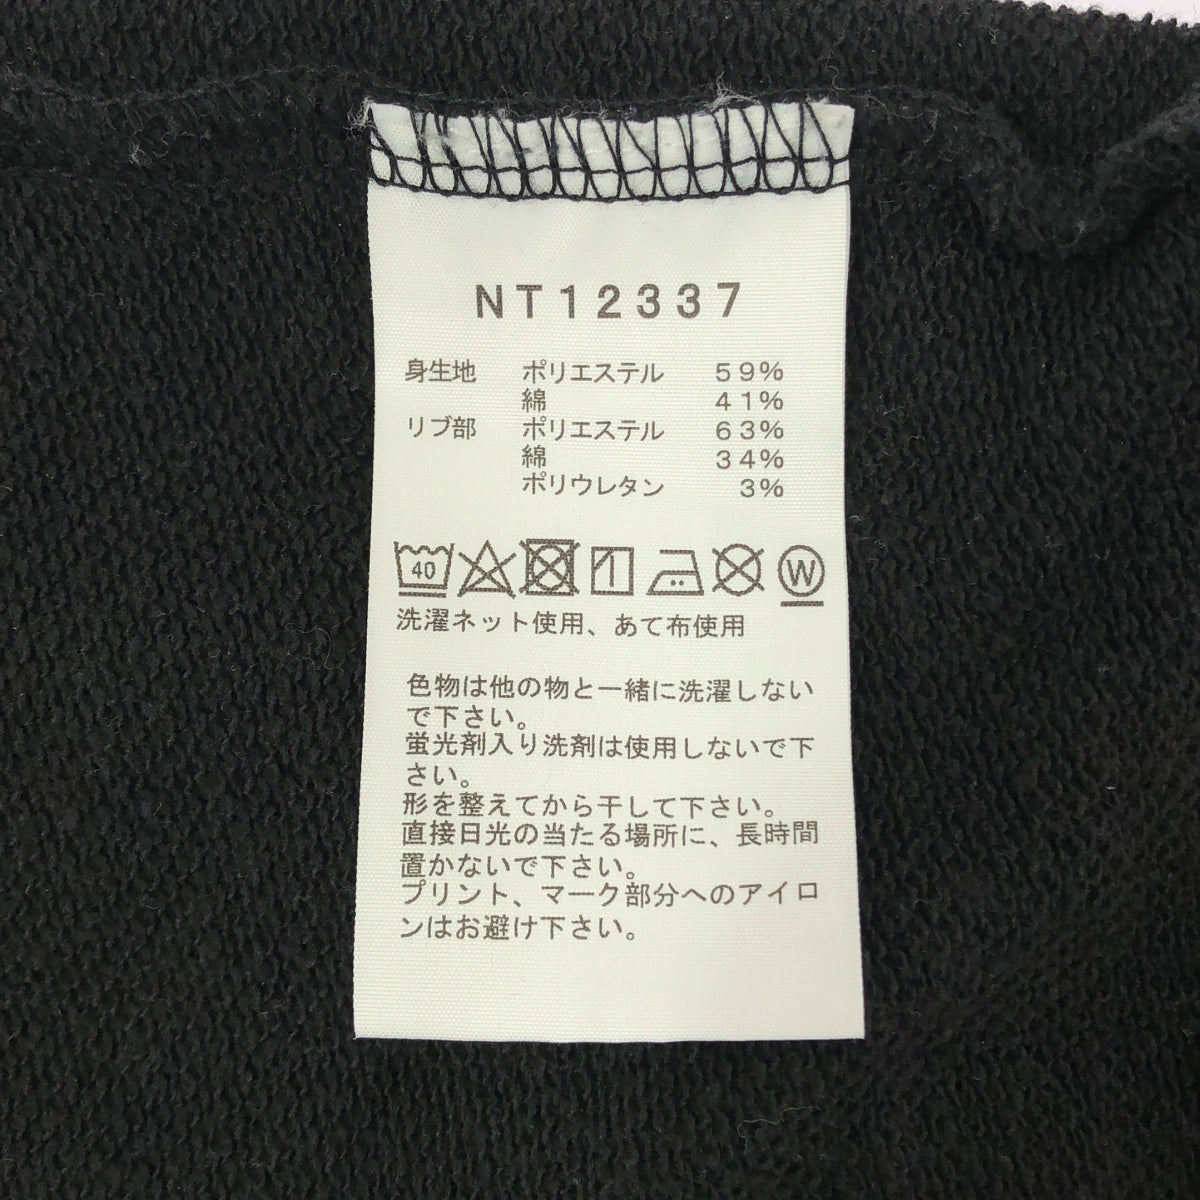 NT12337
身生地 ポリエステル 59%
綿 41%
リブ部 ポリエステル 63%
綿 34%
ポリウレタン 3%
40 W
洗濯ネット使用、あて布使用
色物は他の物と一緒に洗濯しない
で下さい。
蛍光剤入り洗剤は使用しないで下
さい。
形を整えてから干して下さい。
直接日光の当たる場所に、長時間
置かないで下さい。
プリント、マーク部分へのアイロ
ンはお避け下さい。